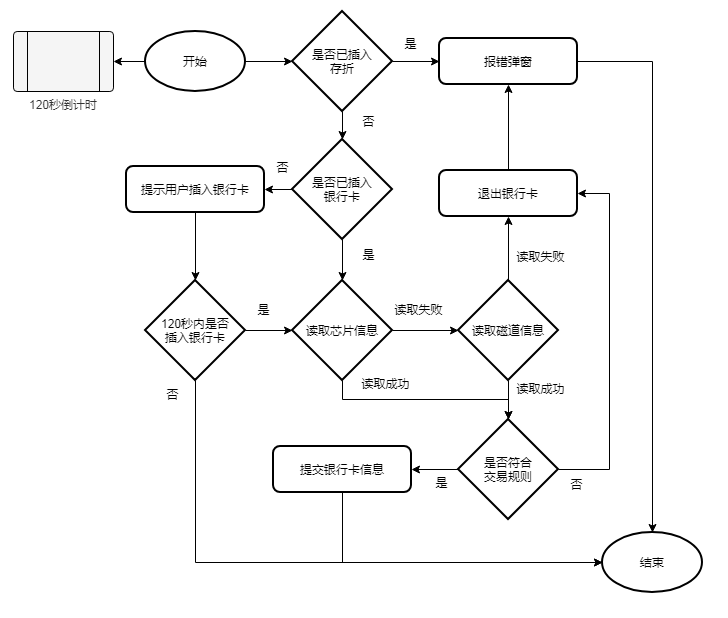 开始
是否已插入
存折
是
报错弹窗
120秒倒计时
否
否
是否已插入
银行卡
提示用户插入银行卡
退出银行卡
是
读取失败
120秒内是否
插入银行卡
是
读取芯片信息
读取失败
读取磁道信息
否
读取成功
读取成功
是否符合
交易规则
提交银行卡信息
是
否
结束